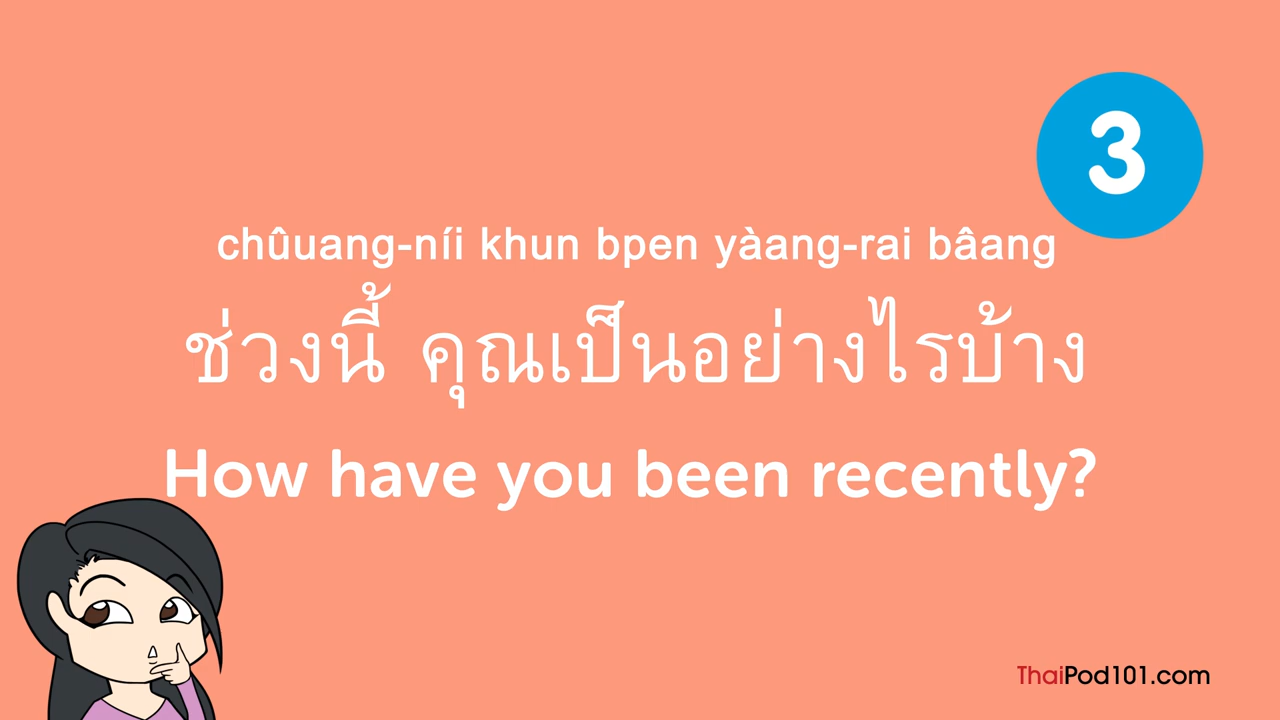 3
chûuang-níi khun bpen yàang-rai bâang
ช่วงนี้ คุณเป็นอย่างไรบ้าง
How have you been recently?
ThaiPod101.com